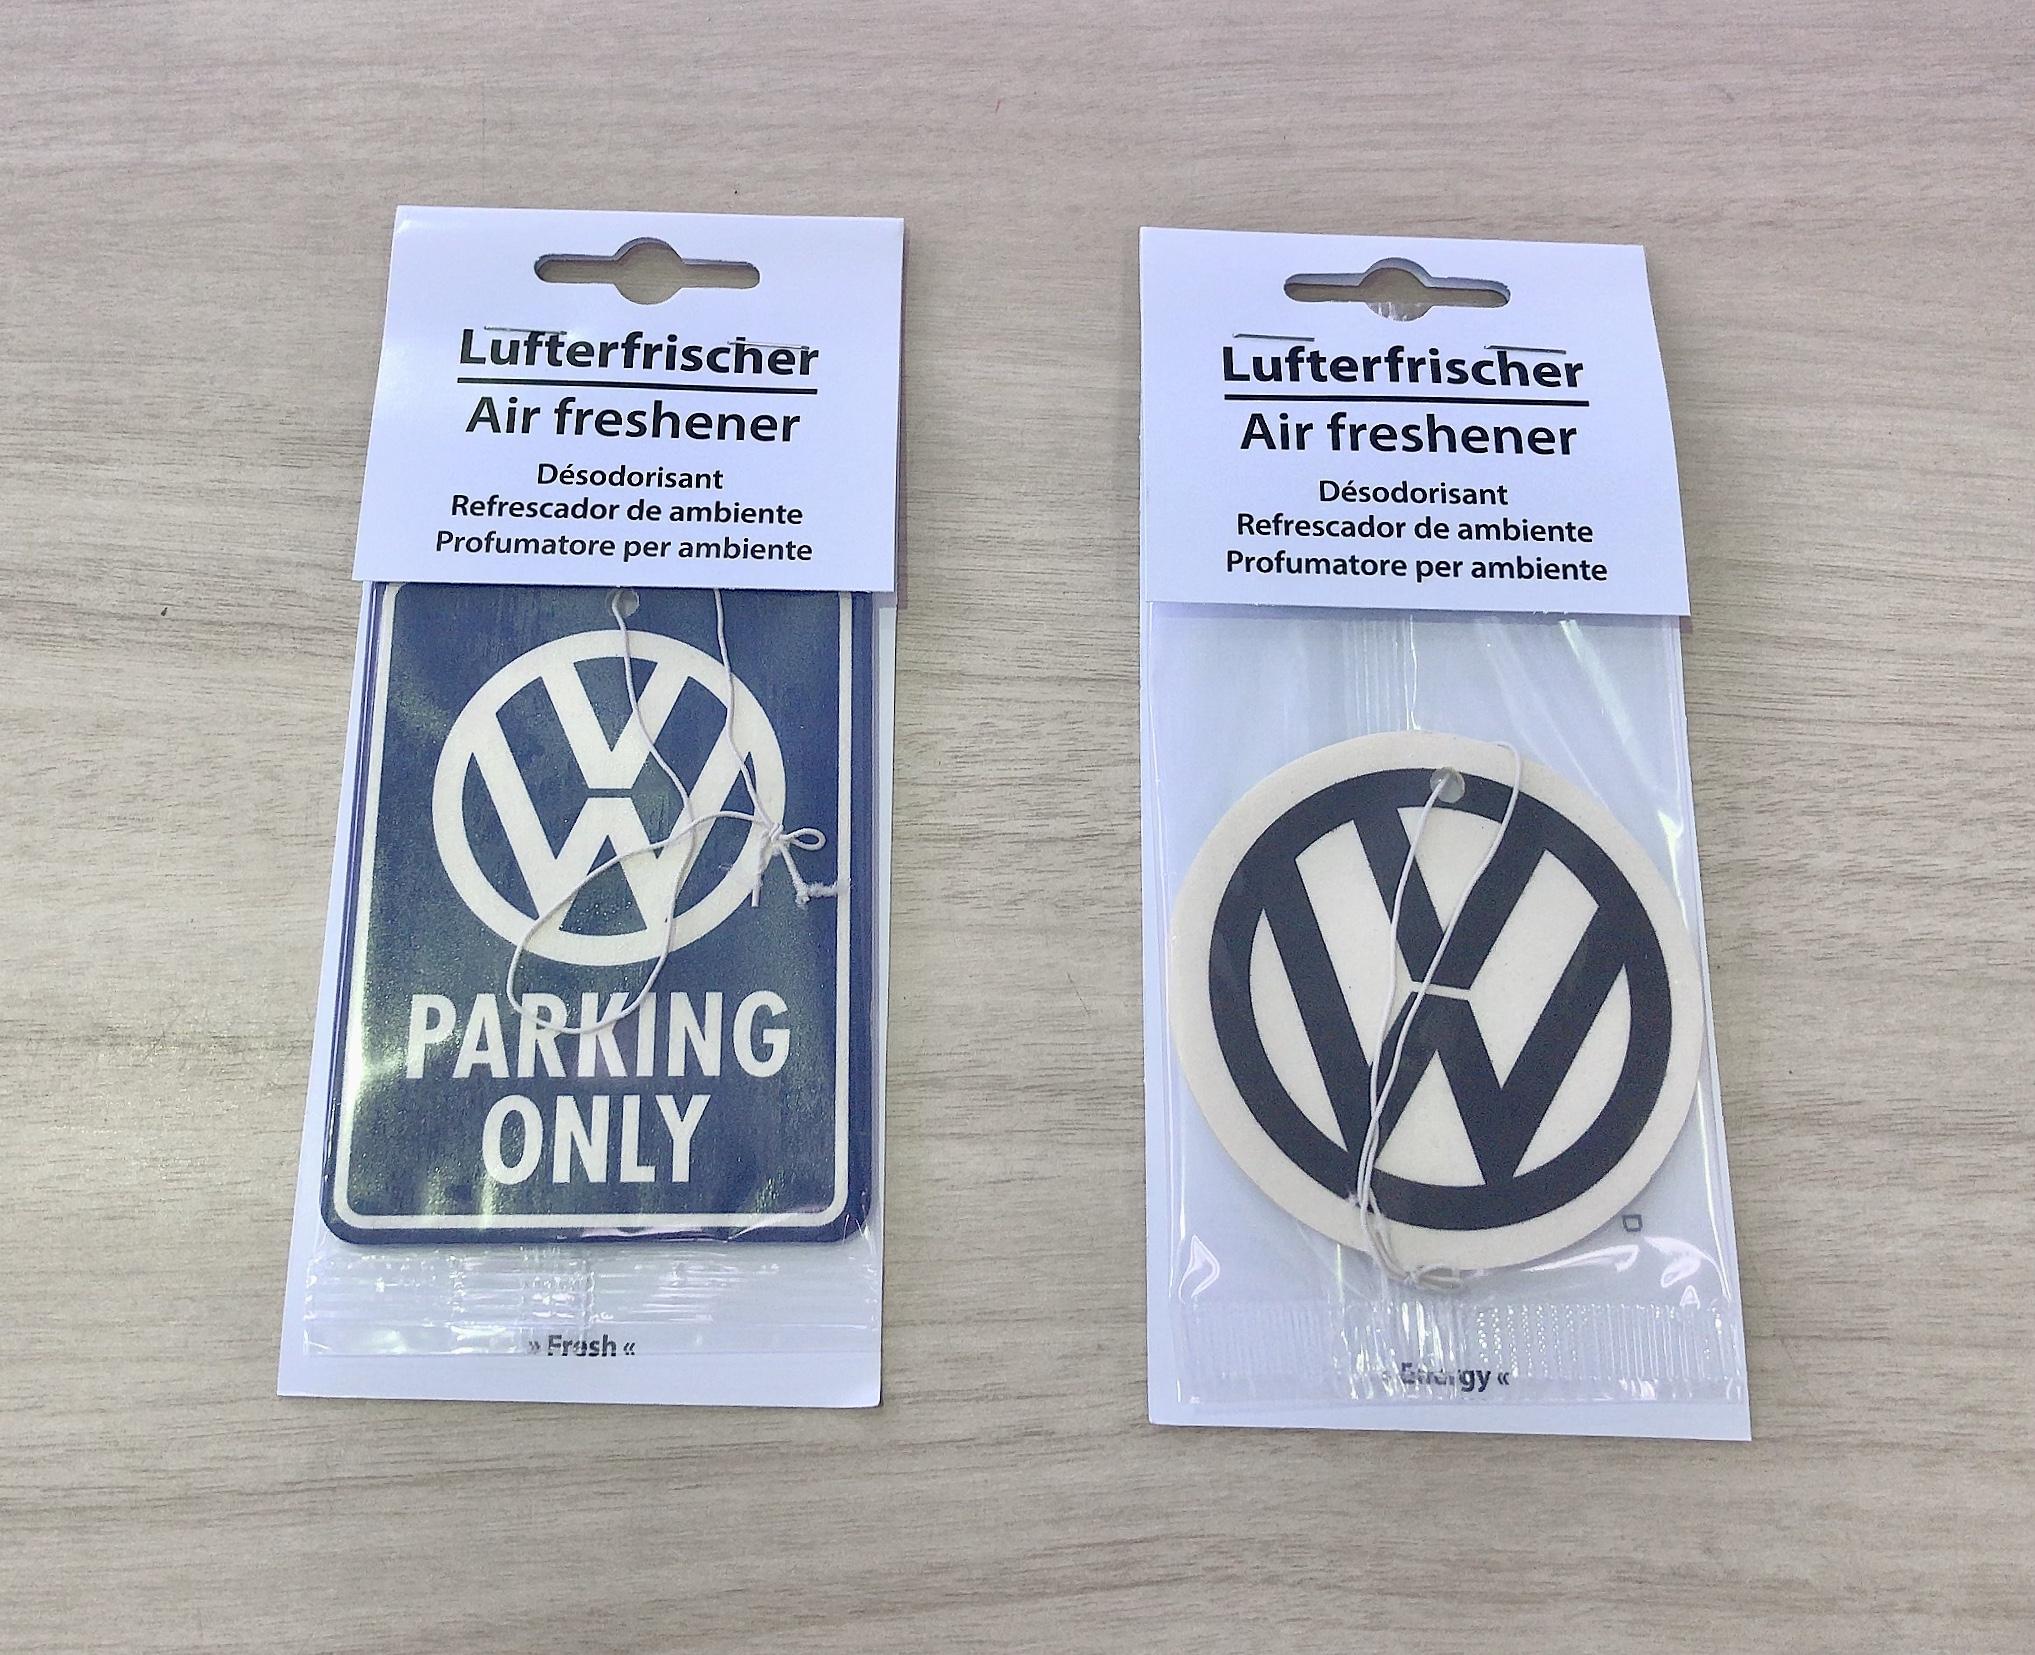 Lufterfrischer
Air freshener
Désodorisant
Refrescador de ambiente
Profumatore per ambiente
VW
PARKING
ONLY
» Fresh «
Lufterfrischer
Air freshener
Désodorisant
Refrescador de ambiente
Profumatore per ambiente
VW
» Energy «